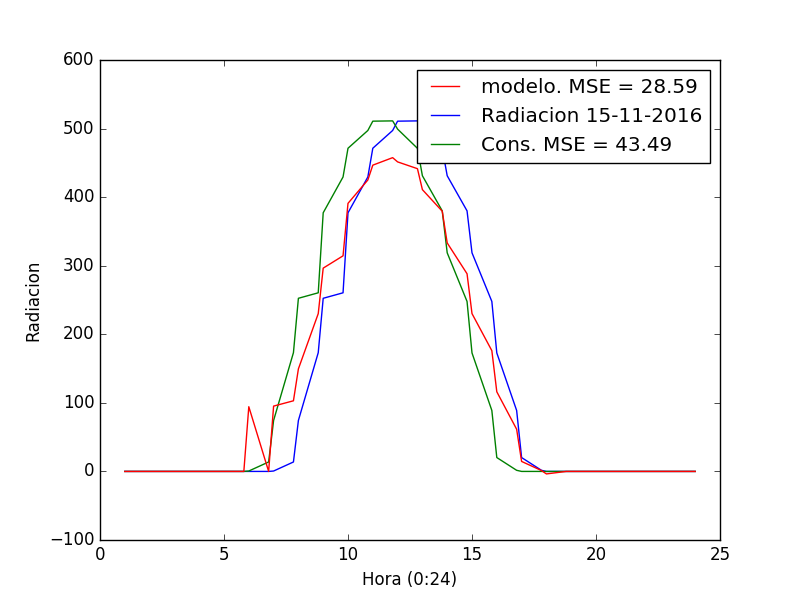 600
500
400
300
200
100
0
−100
0
5
10
15
20
25
Radiacion
Hora (0:24)
modelo. MSE = 28.59
Radiacion 15-11-2016
Cons. MSE = 43.49